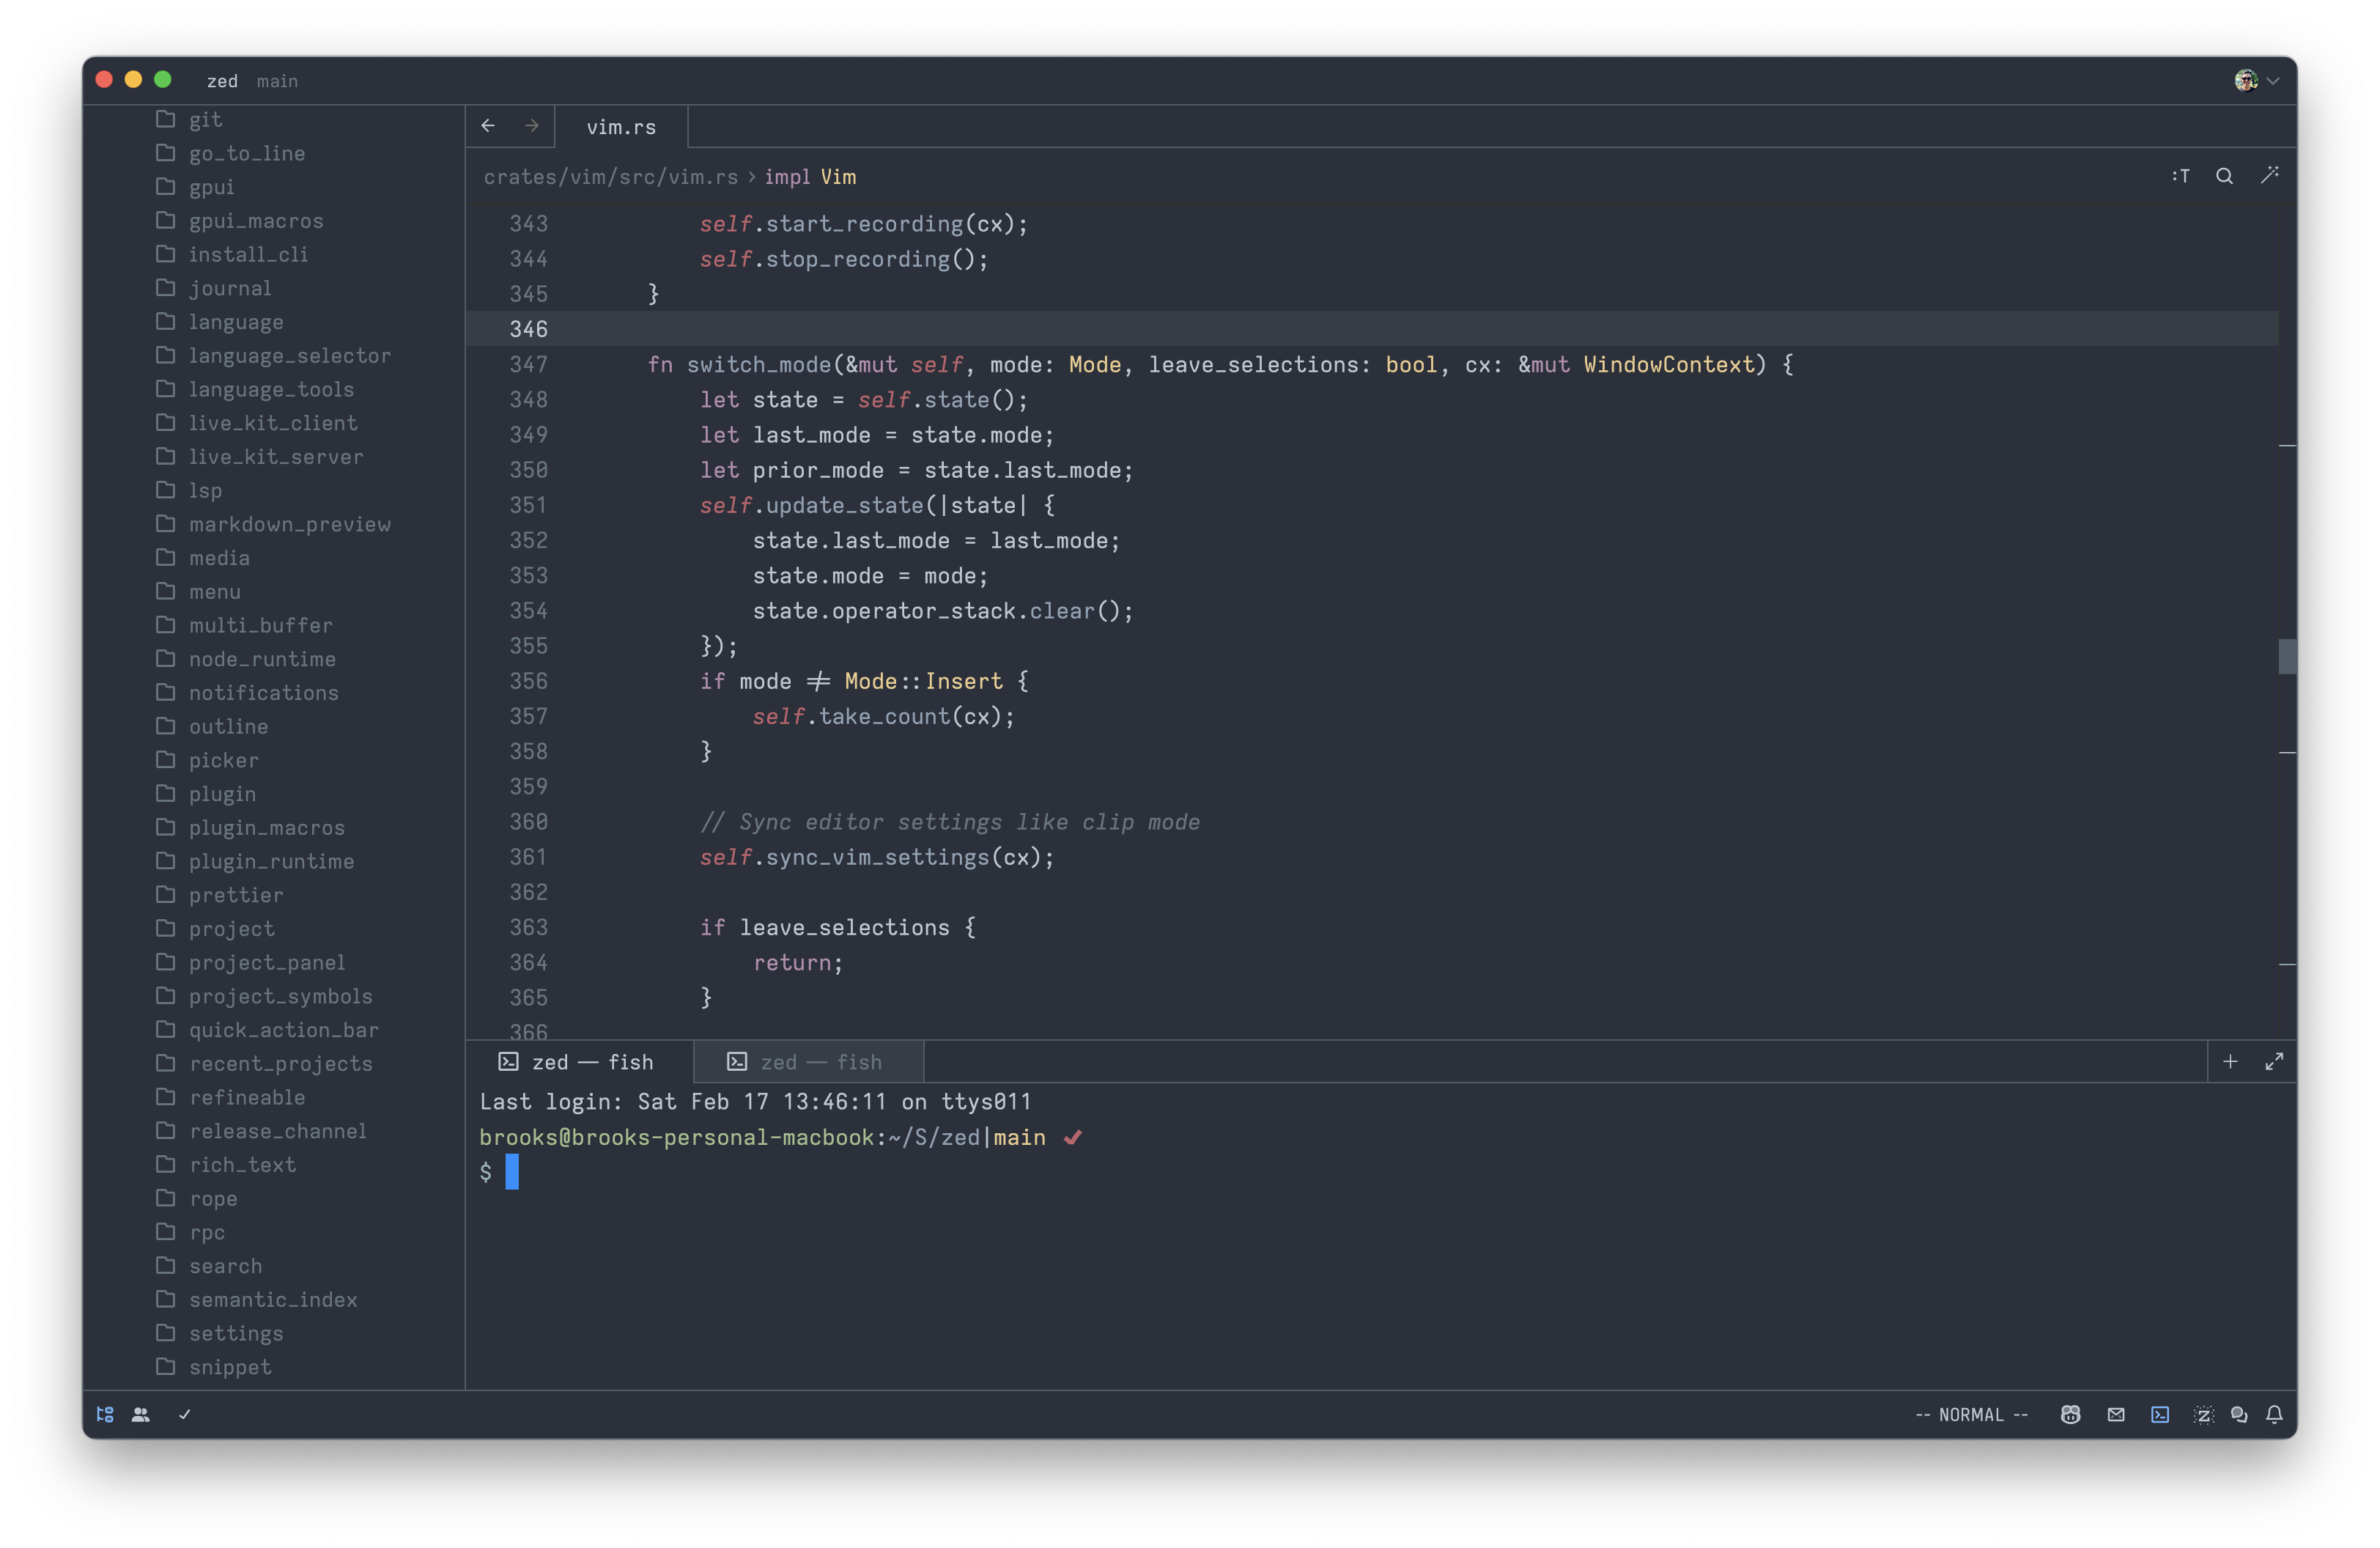 zed main
git
go_to_line
gpui
gpui_macros
install_cli
journal
language
language_selector
language_tools
live_kit_client
live_kit_server
lsp
markdown_preview
media
menu
multi_buffer
node_runtime
notifications
outline
picker
plugin
plugin_macros
plugin_runtime
prettier
project
project_panel
project_symbols
quick_action_bar
recent_projects
refineable
release_channel
rich_text
rope
rpc
search
semantic_index
settings
snippet
vim.rs
crates/vim/src/vim.rs › impl Vim
:T
343 self.start_recording(cx);
344 self.stop_recording();
345 }
346
347 fn switch_mode(&mut self, mode: Mode, leave_selections: bool, cx: &mut WindowContext) {
348 let state = self.state();
349 let last_mode = state.mode;
350 let prior_mode = state.last_mode;
351 self.update_state(|state| {
352 state.last_mode = last_mode;
353 state.mode = mode;
354 state.operator_stack.clear();
355 });
356 if mode != Mode::Insert {
357 self.take_count(cx);
358 }
359
360 // Sync editor settings like clip mode
361 self.sync_vim_settings(cx);
362
363 if leave_selections {
364 return;
365 }
366
zed — fish
zed — fish
Last login: Sat Feb 17 13:46:11 on ttys011
brooks@brooks-personal-macbook:~/S/zed|main ✔
$
-- NORMAL --